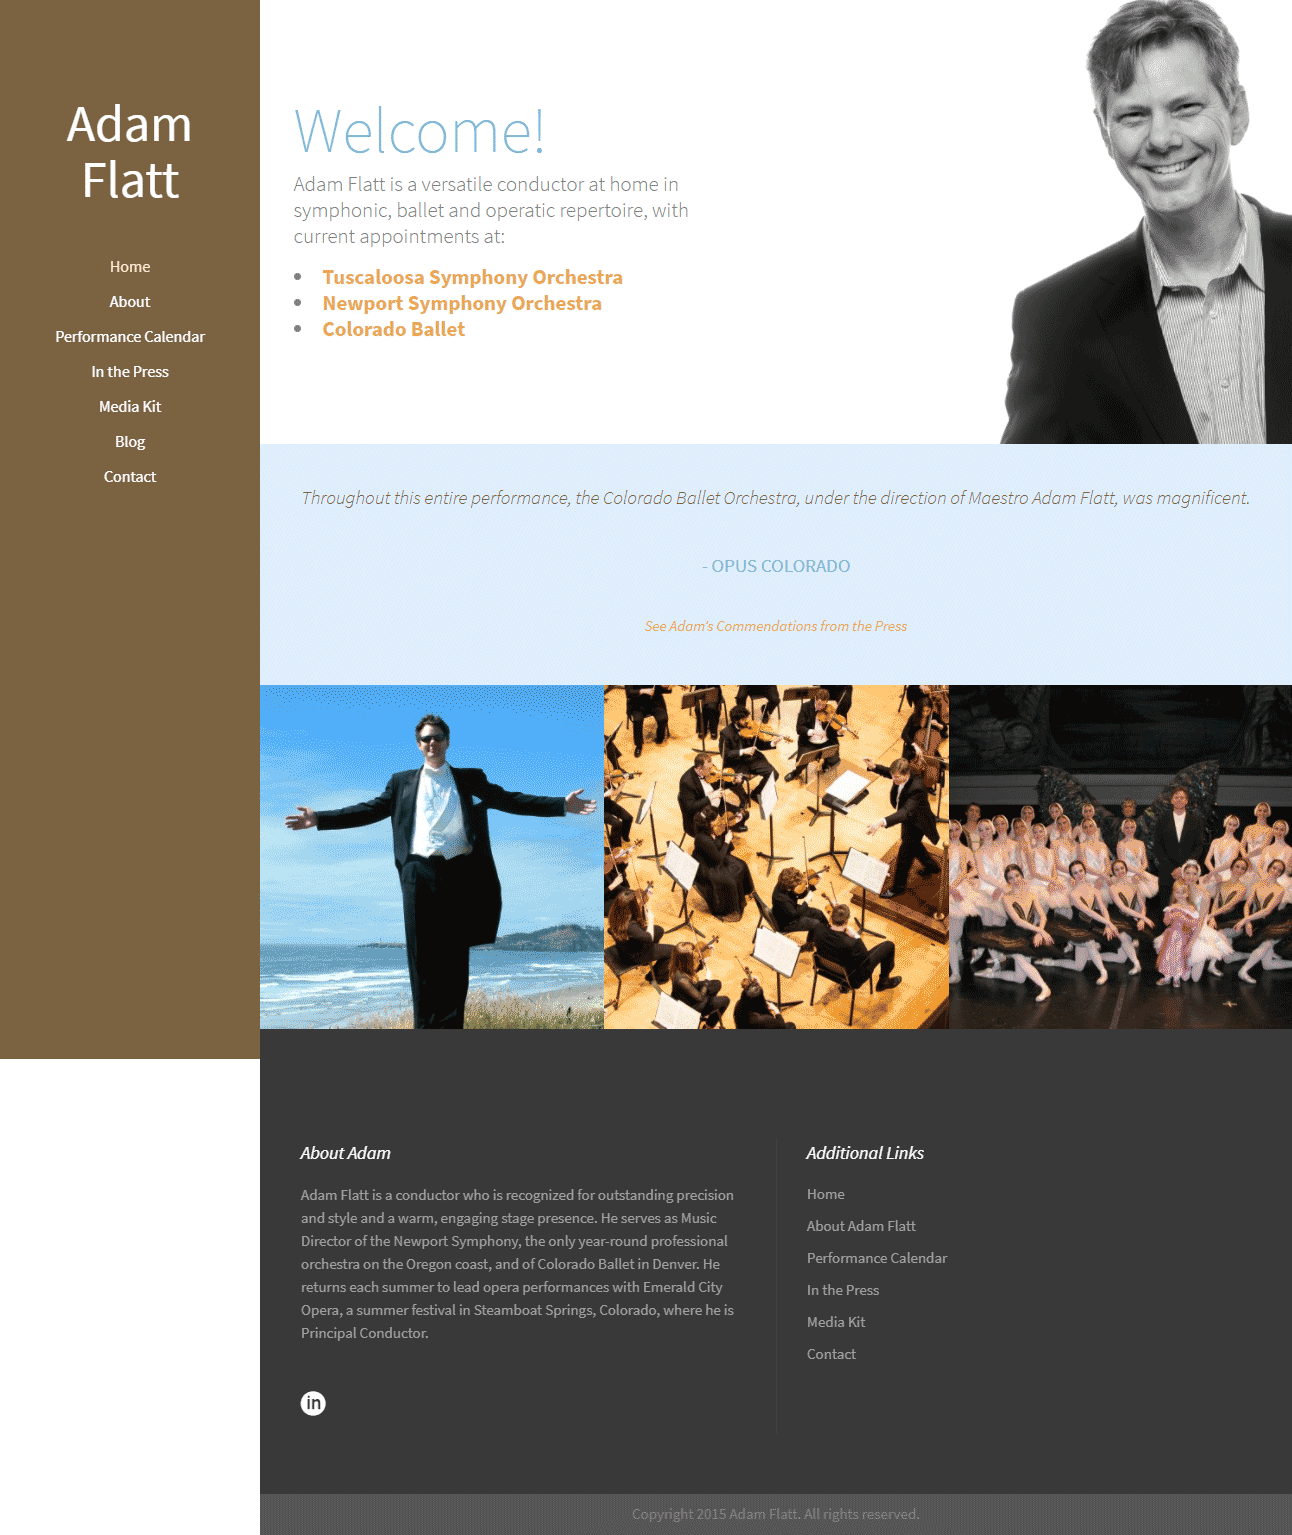 Adam
Flatt
Home
About
Performance Calendar
In the Press
Media Kit
Blog
Contact
Welcome!
Adam Flatt is a versatile conductor at home in
symphonic, ballet and operatic repertoire, with
current appointments at:
Tuscaloosa Symphony Orchestra
Newport Symphony Orchestra
Colorado Ballet
Throughout this entire performance, the Colorado Ballet Orchestra, under the direction of Maestro Adam Flatt, was magnificent.
- OPUS COLORADO
See Adam's Commendations from the Press
About Adam
Adam Flatt is a conductor who is recognized for outstanding precision
and style and a warm, engaging stage presence. He serves as Music
Director of the Newport Symphony, the only year-round professional
orchestra on the Oregon coast, and of Colorado Ballet in Denver. He
returns each summer to lead opera performances with Emerald City
Opera, a summer festival in Steamboat Springs, Colorado, where he is
Principal Conductor.
in
Additional Links
Home
About Adam Flatt
Performance Calendar
In the Press
Media Kit
Contact
Copyright 2015 Adam Flatt. All rights reserved.